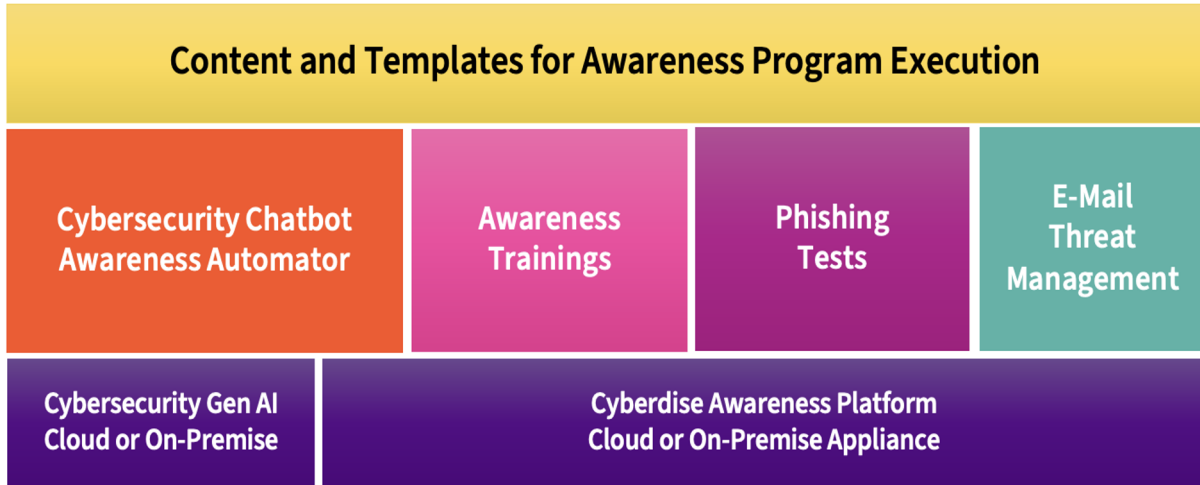 Content and Templates for Awareness Program Execution
Cybersecurity Chatbot
Awareness Automator
Awareness
Trainings
Phishing
Tests
E-Mail
Threat
Management
Cybersecurity Gen AI
Cloud or On-Premise
Cyberdise Awareness Platform
Cloud or On-Premise Appliance